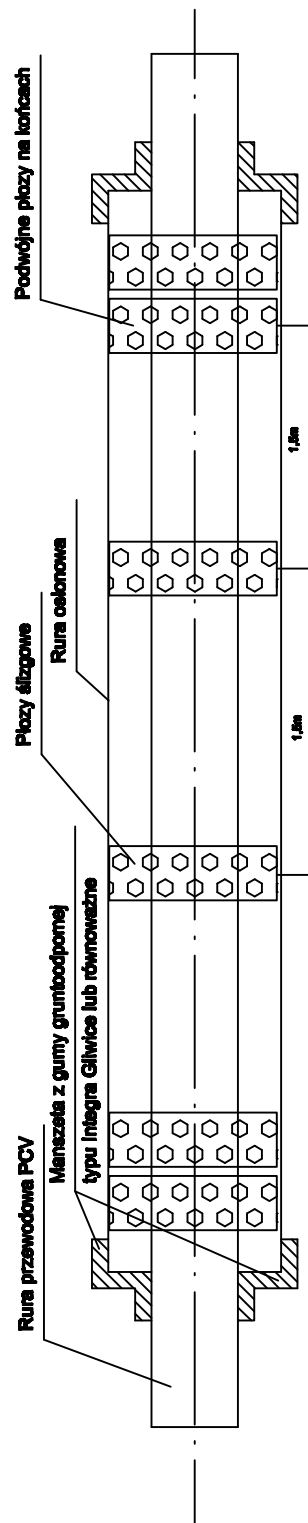 Rura przewodowa PCV
Manszeta z gumy gruntoodpornej
typu Integra Gliwice lub równoważne
Płozy ślizgowe
Rura osłonowa
Podwójne płozy na końcach
1,5m
1,5m